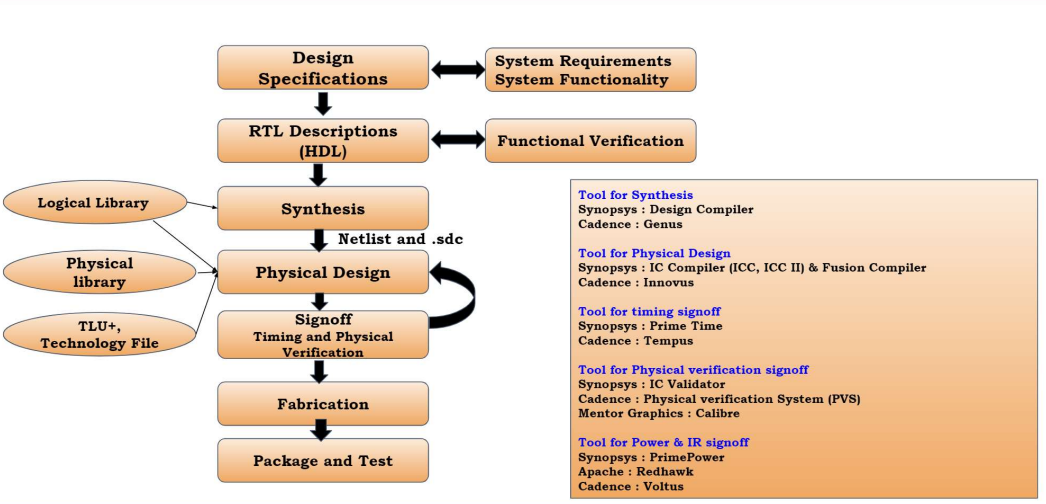 Design
Specifications
System Requirements
System Functionality
RTL Descriptions
(HDL)
Functional Verification
Logical Library
Synthesis
Netlist and .sdc
Physical
library
Physical Design
TLU+,
Technology File
Signoff
Timing and Physical
Verification
Fabrication
Package and Test
Tool for Synthesis
Synopsys : Design Compiler
Cadence : Genus
Tool for Physical Design
Synopsys : IC Compiler (ICC, ICC II) & Fusion Compiler
Cadence : Innovus
Tool for timing signoff
Synopsys : Prime Time
Cadence : Tempus
Tool for Physical verification signoff
Synopsys : IC Validator
Cadence : Physical verification System (PVS)
Mentor Graphics : Calibre
Tool for Power & IR signoff
Synopsys : PrimePower
Apache : Redhawk
Cadence : Voltus